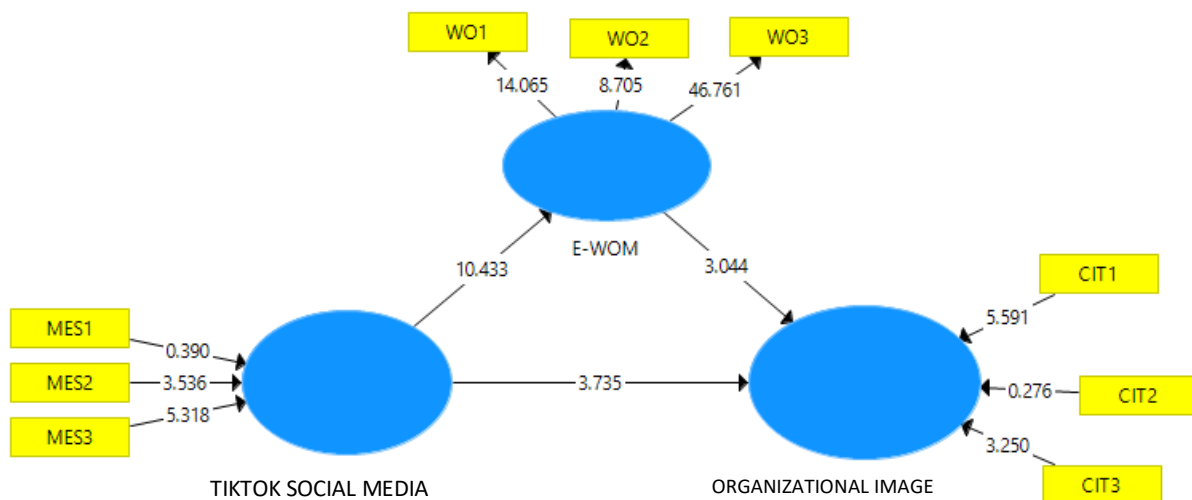 WO1
WO2
WO3
14.065
8.705
46.761
E-WOM
10.433
3.044
CIT1
5.591
MES1
0.390
MES2
3.536
3.735
0.276
CIT2
MES3
5.318
3.250
CIT3
TIKTOK SOCIAL MEDIA
ORGANIZATIONAL IMAGE